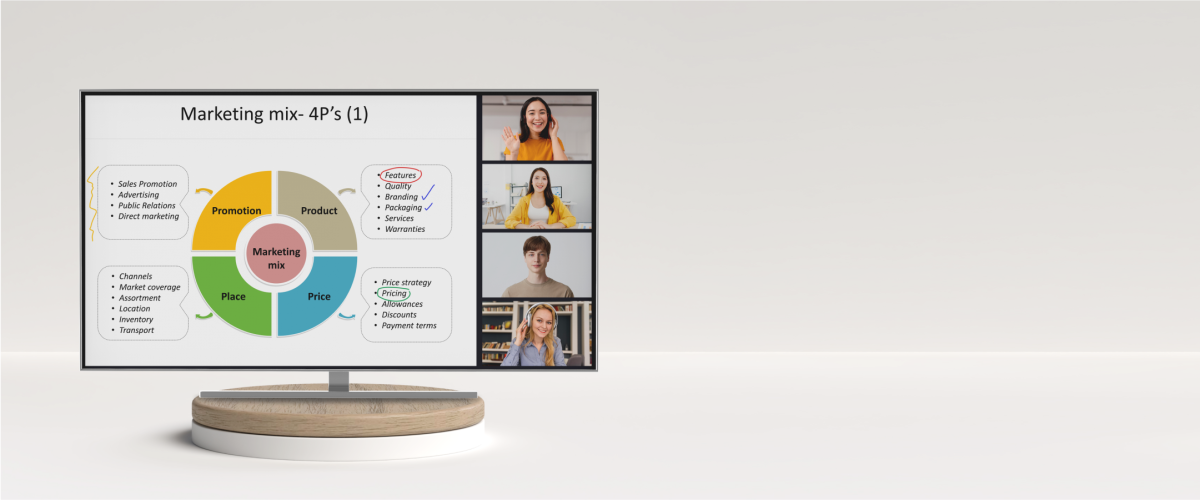 Marketing mix- 4P's (1)
• Sales Promotion
• Advertising
• Public Relations
• Direct marketing
Promotion
Product
• Features
• Quality
• Branding
• Packaging
• Services
• Warranties
Marketing
mix
• Channels
• Market coverage
• Assortment
• Location
• Inventory
• Transport
Place
Price
• Price strategy
• Pricing
• Allowances
• Discounts
• Payment terms